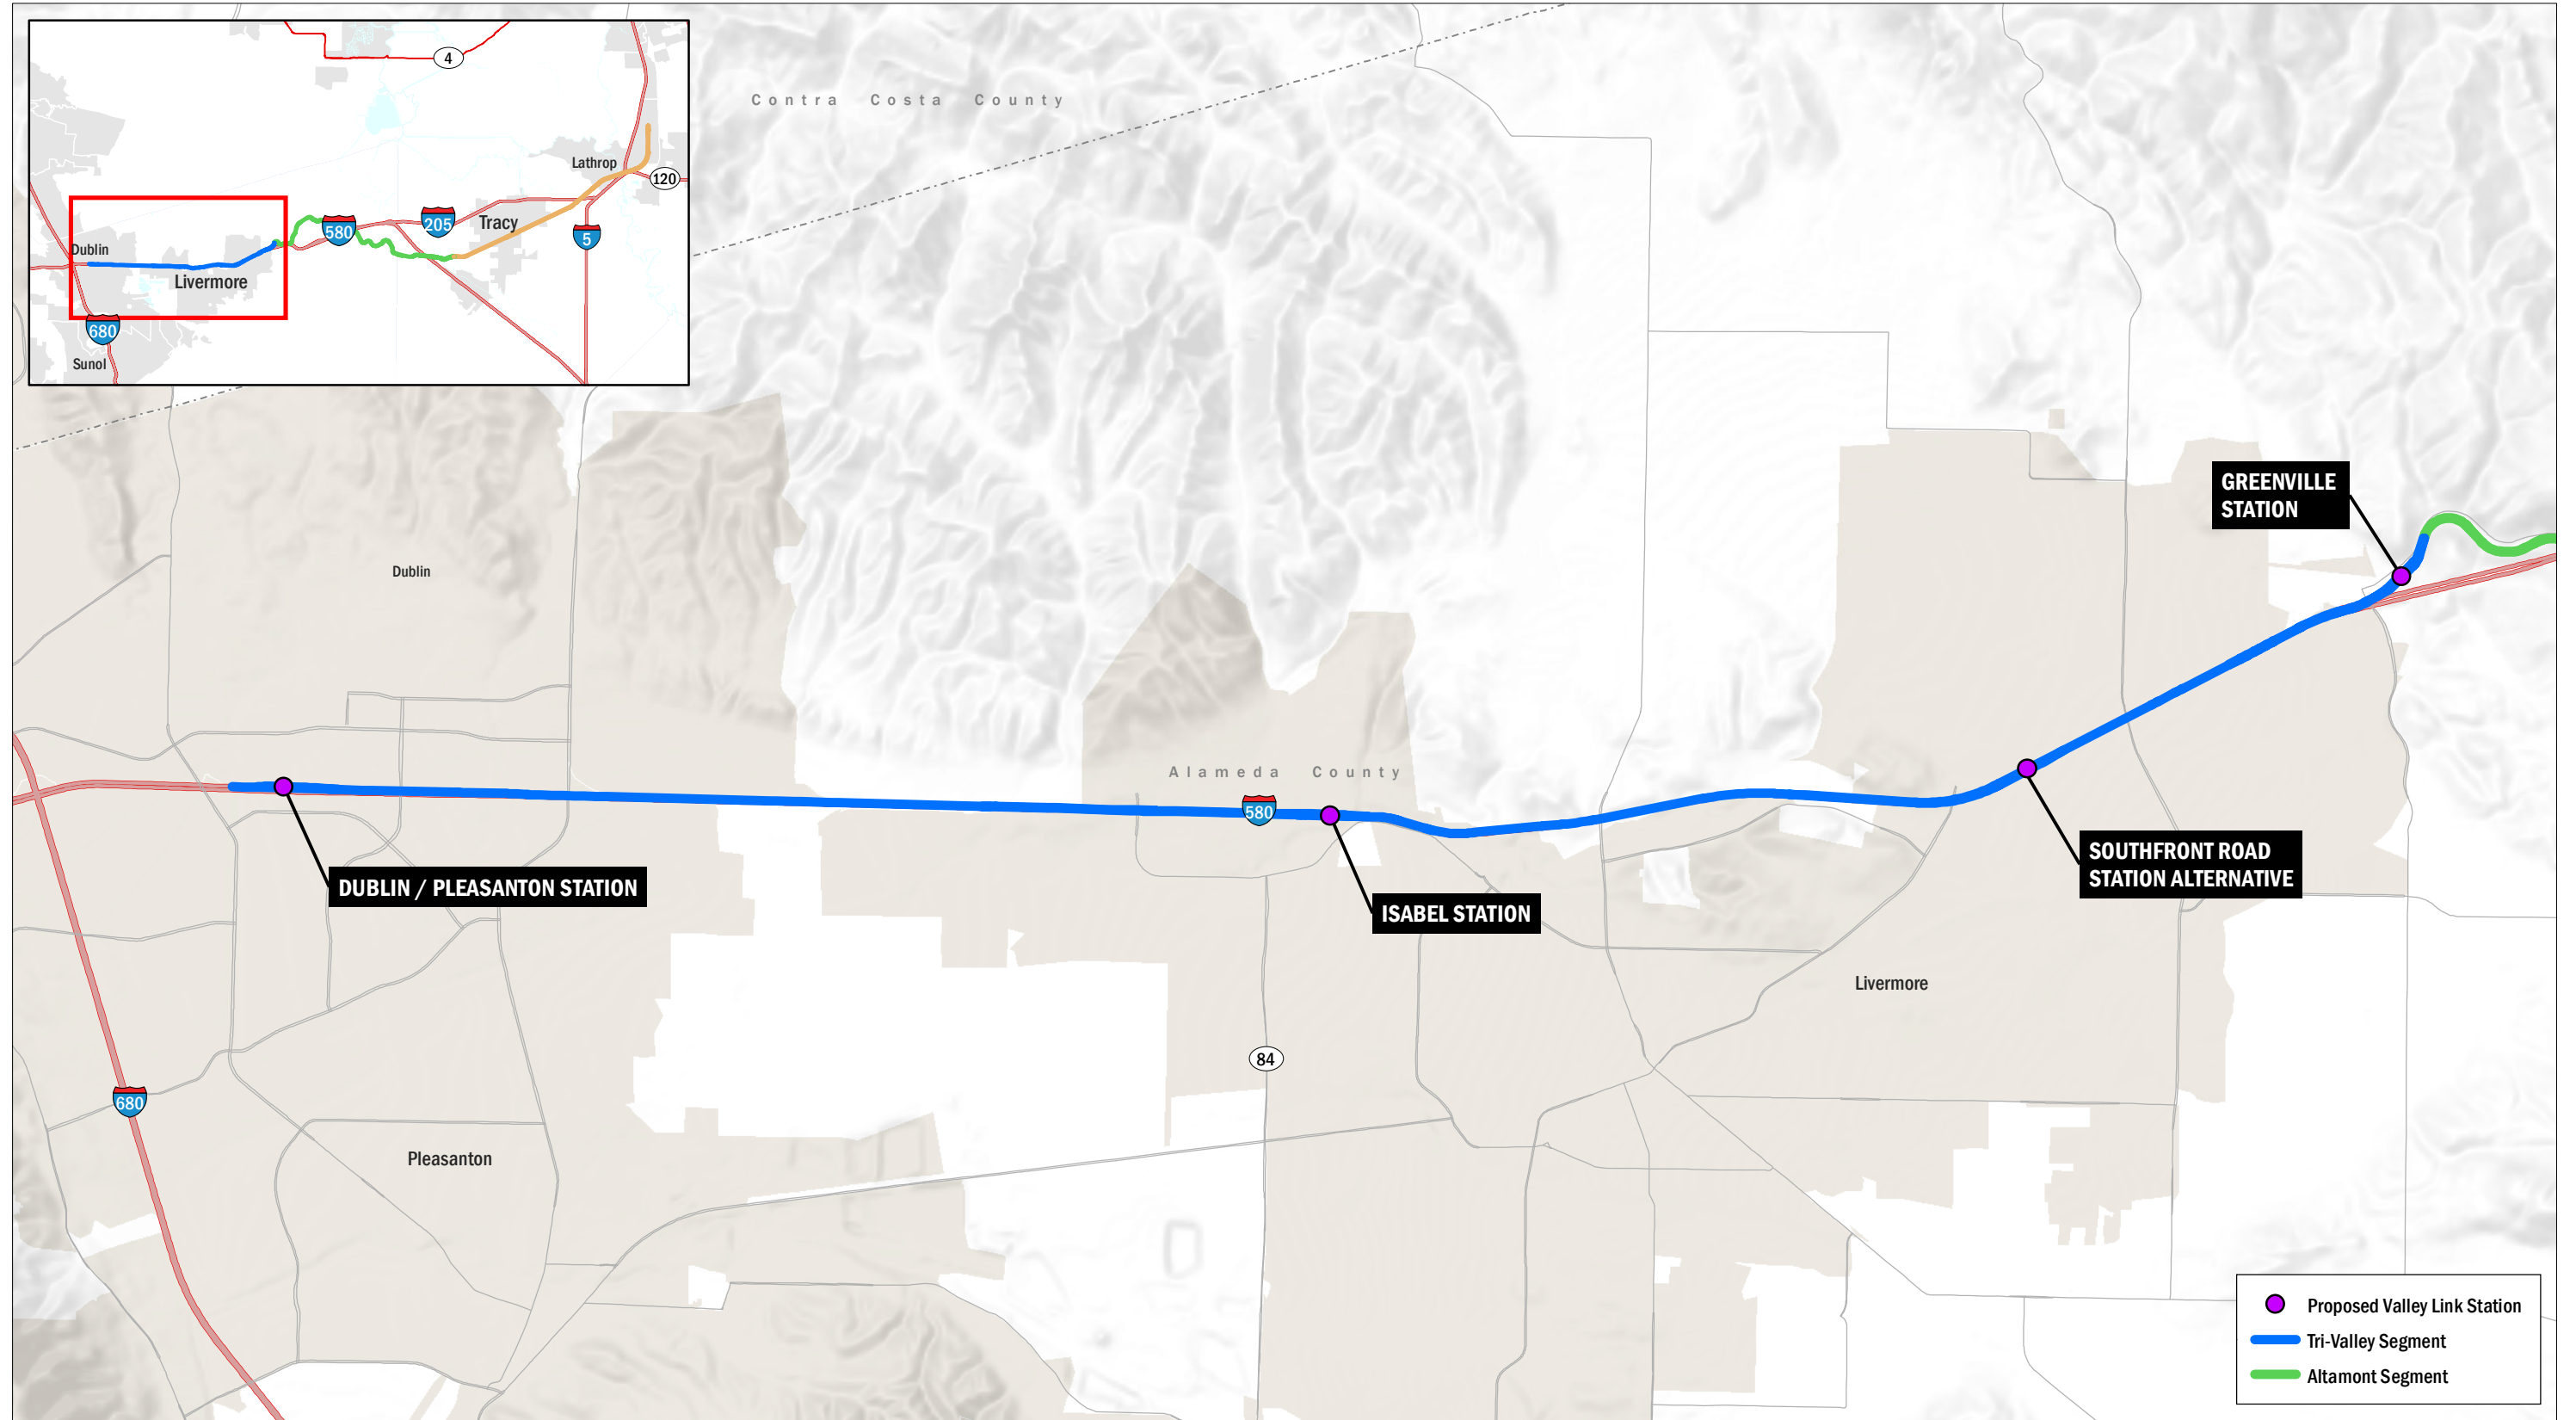 4
Lathrop
120
580
205
Tracy
5
Dublin
Livermore
680
Sunol
Contra Costa County
GREENVILLE
STATION
Dublin
Alameda County
580
DUBLIN / PLEASANTON STATION
ISABEL STATION
SOUTHFRONT ROAD
STATION ALTERNATIVE
Livermore
84
680
Pleasanton
Proposed Valley Link Station
Tri-Valley Segment
Altamont Segment